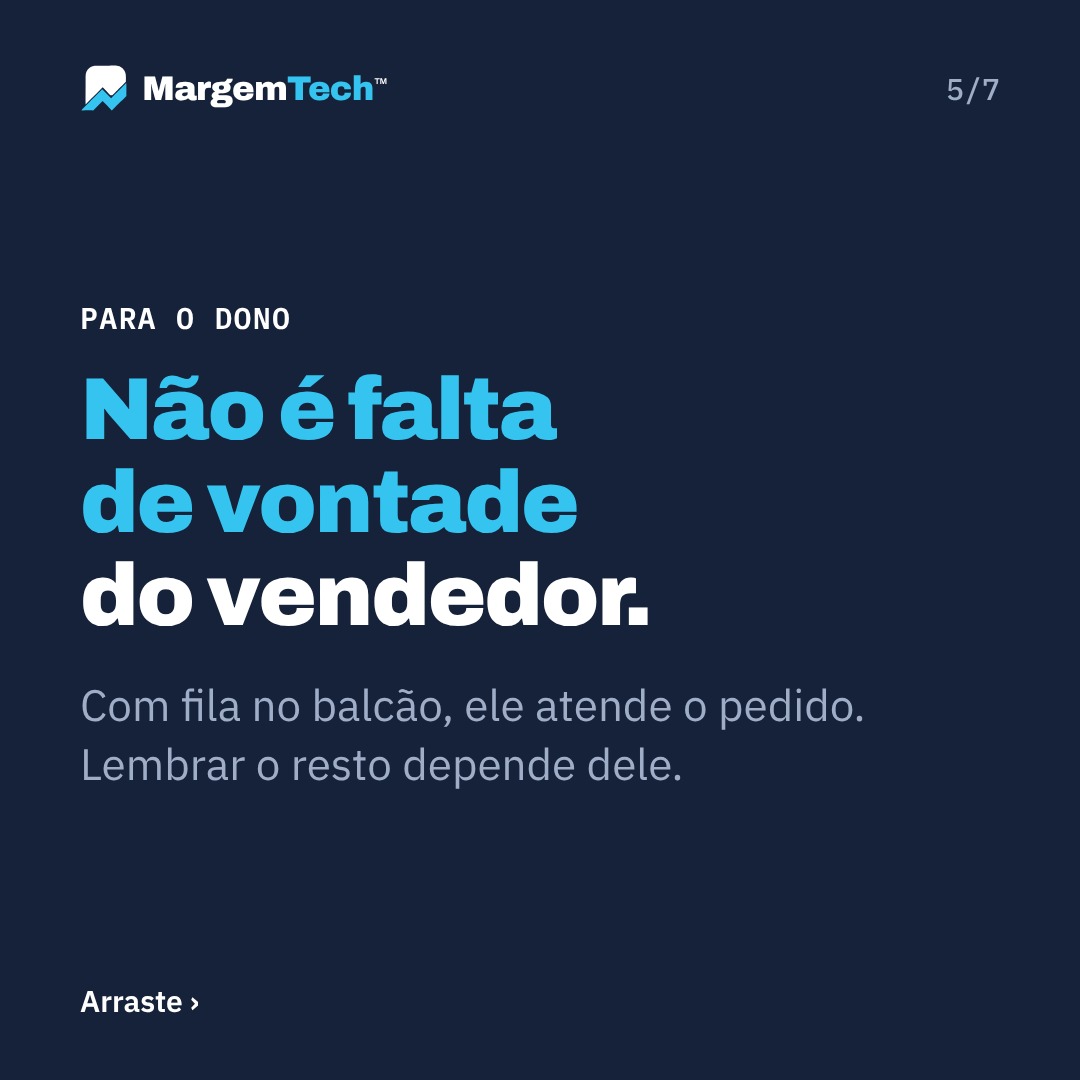 MargemTech™
5/7
PARA O DONO
Não é falta
de vontade
do vendedor.
Com fila no balcão, ele atende o pedido.
Lembrar o resto depende dele.
Arraste ›